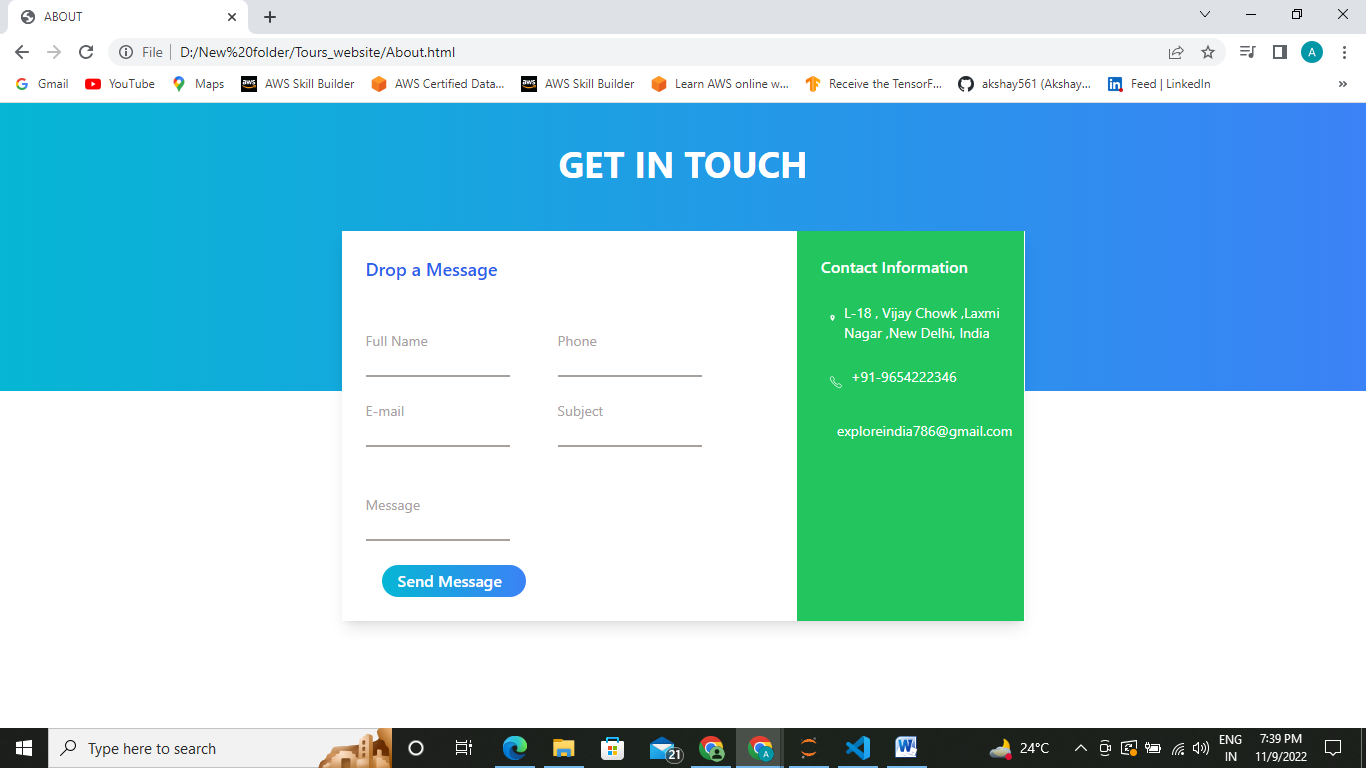 ABOUT
File
D:/New%20folder/Tours_website/About.html
A
Gmail
YouTube
Maps
aws
AWS Skill Builder
AWS Certified Data...
aws
AWS Skill Builder
Learn AWS online w...
Receive the TensorF...
akshay561 (Akshay...
Feed | LinkedIn
»
GET IN TOUCH
Drop a Message
Full Name
Phone
E-mail
Subject
Message
Send Message
Contact Information
L-18 , Vijay Chowk ,Laxmi
Nagar ,New Delhi, India
+91-9654222346
exploreindia786@gmail.com
Type here to search
21
A
24°C
ENG
IN
7:39 PM
11/9/2022